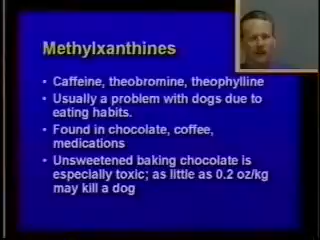 Methylxanthines
• Caffeine, theobromine, theophylline
• Usually a problem with dogs due to
eating habits.
• Found in chocolate, coffee,
medications
• Unsweetened baking chocolate is
especially toxic; as little as 0.2 oz/kg
may kill a dog